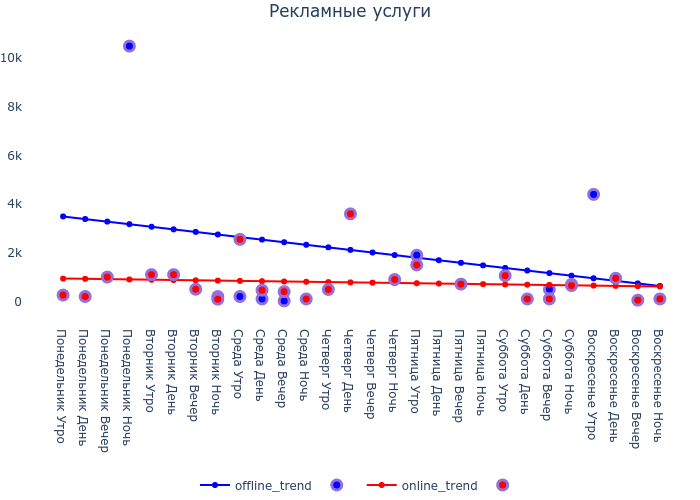 Рекламные услуги
10k
8k
6k
4k
2k
0
Понедельник Утро
Понедельник День
Понедельник Вечер
Понедельник Ночь
Вторник Утро
Вторник День
Вторник Вечер
Вторник Ночь
Среда Утро
Среда День
Среда Вечер
Среда Ночь
Четверг Утро
Четверг День
Четверг Вечер
Четверг Ночь
Пятница Утро
Пятница День
Пятница Вечер
Пятница Ночь
Суббота Утро
Суббота День
Суббота Вечер
Суббота Ночь
Воскресенье Утро
Воскресенье День
Воскресенье Вечер
Воскресенье Ночь
offline_trend
online_trend